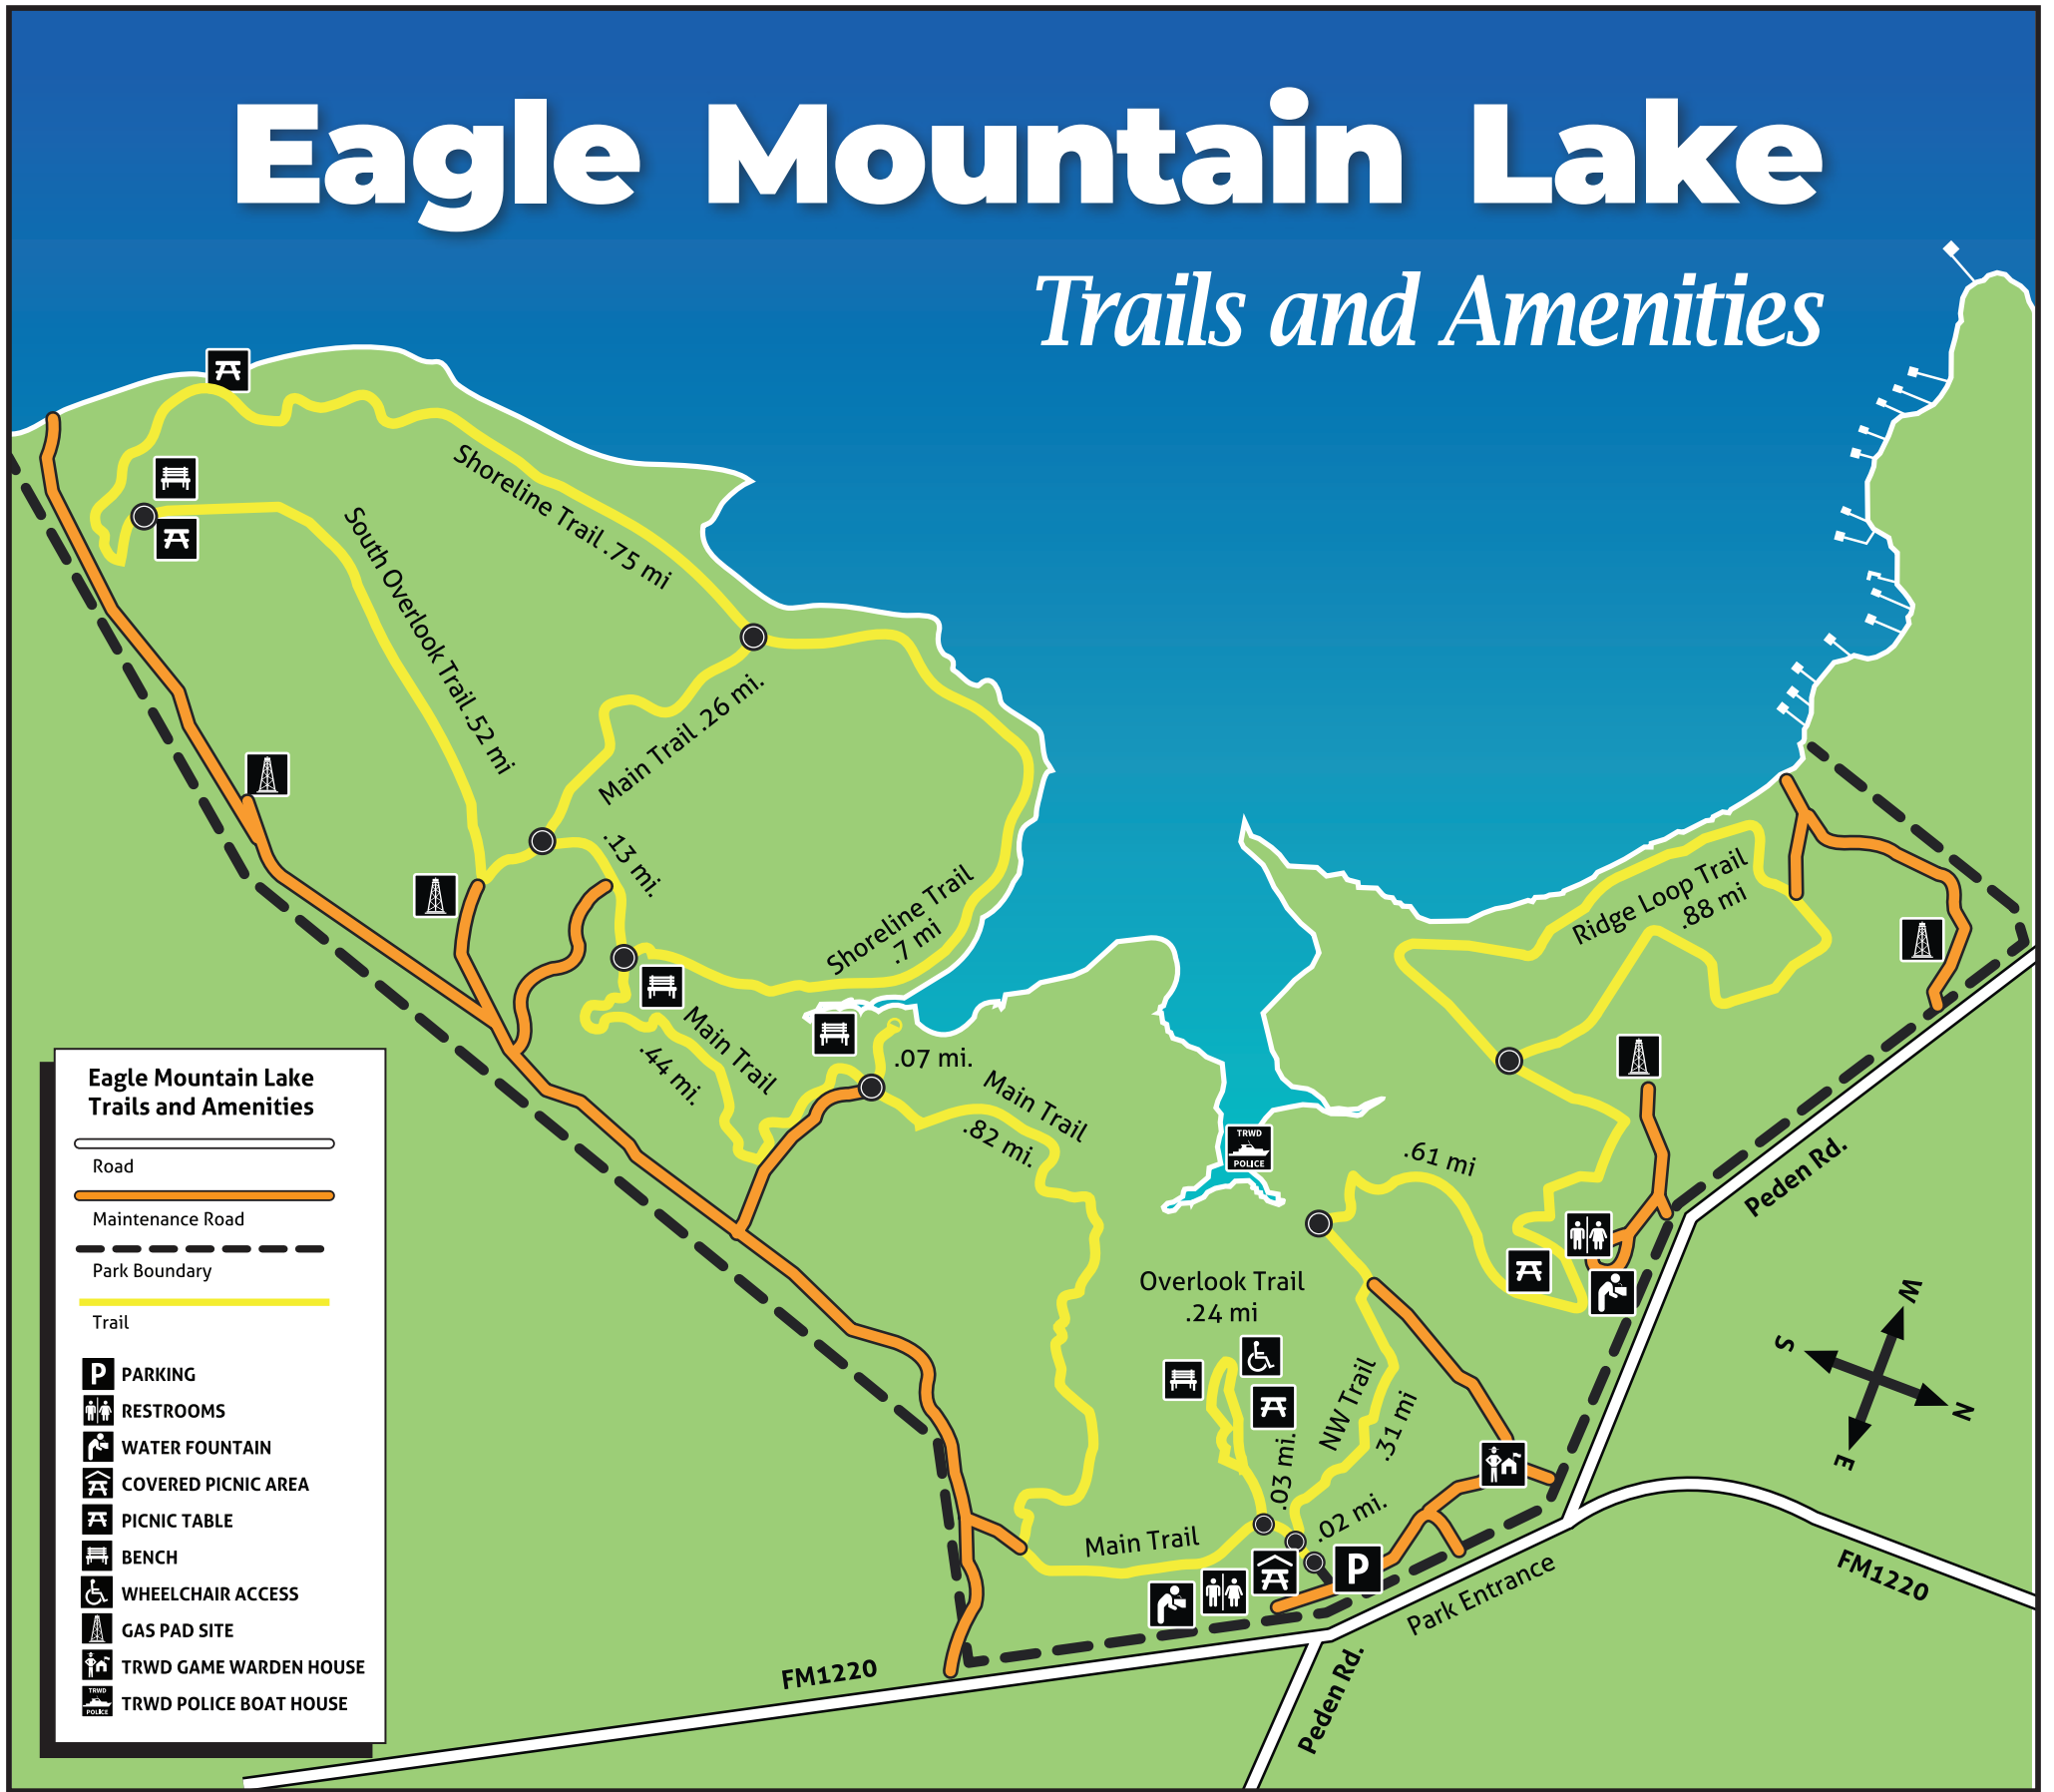 Eagle Mountain Lake
Trails and Amenities
Shoreline Trail .75 mi
South Overlook Trail .52 mi
Main Trail .26 mi.
.13 mi.
Shoreline Trail
.7 mi
Ridge Loop Trail
.88 mi
Main Trail
.44 mi.
.07 mi.
Main Trail
.82 mi.
TRWD
POLICE
.61 mi
Peden Rd.
Overlook Trail
.24 mi
NW Trail
.31 mi
.03 mi.
.02 mi.
Main Trail
P
Park Entrance
FM1220
FM1220
Peden Rd.
W
S
N
E
Eagle Mountain Lake
Trails and Amenities
Road
Maintenance Road
Park Boundary
Trail
P PARKING
RESTROOMS
WATER FOUNTAIN
COVERED PICNIC AREA
PICNIC TABLE
BENCH
WHEELCHAIR ACCESS
GAS PAD SITE
TRWD GAME WARDEN HOUSE
TRWD
POLICE
TRWD POLICE BOAT HOUSE